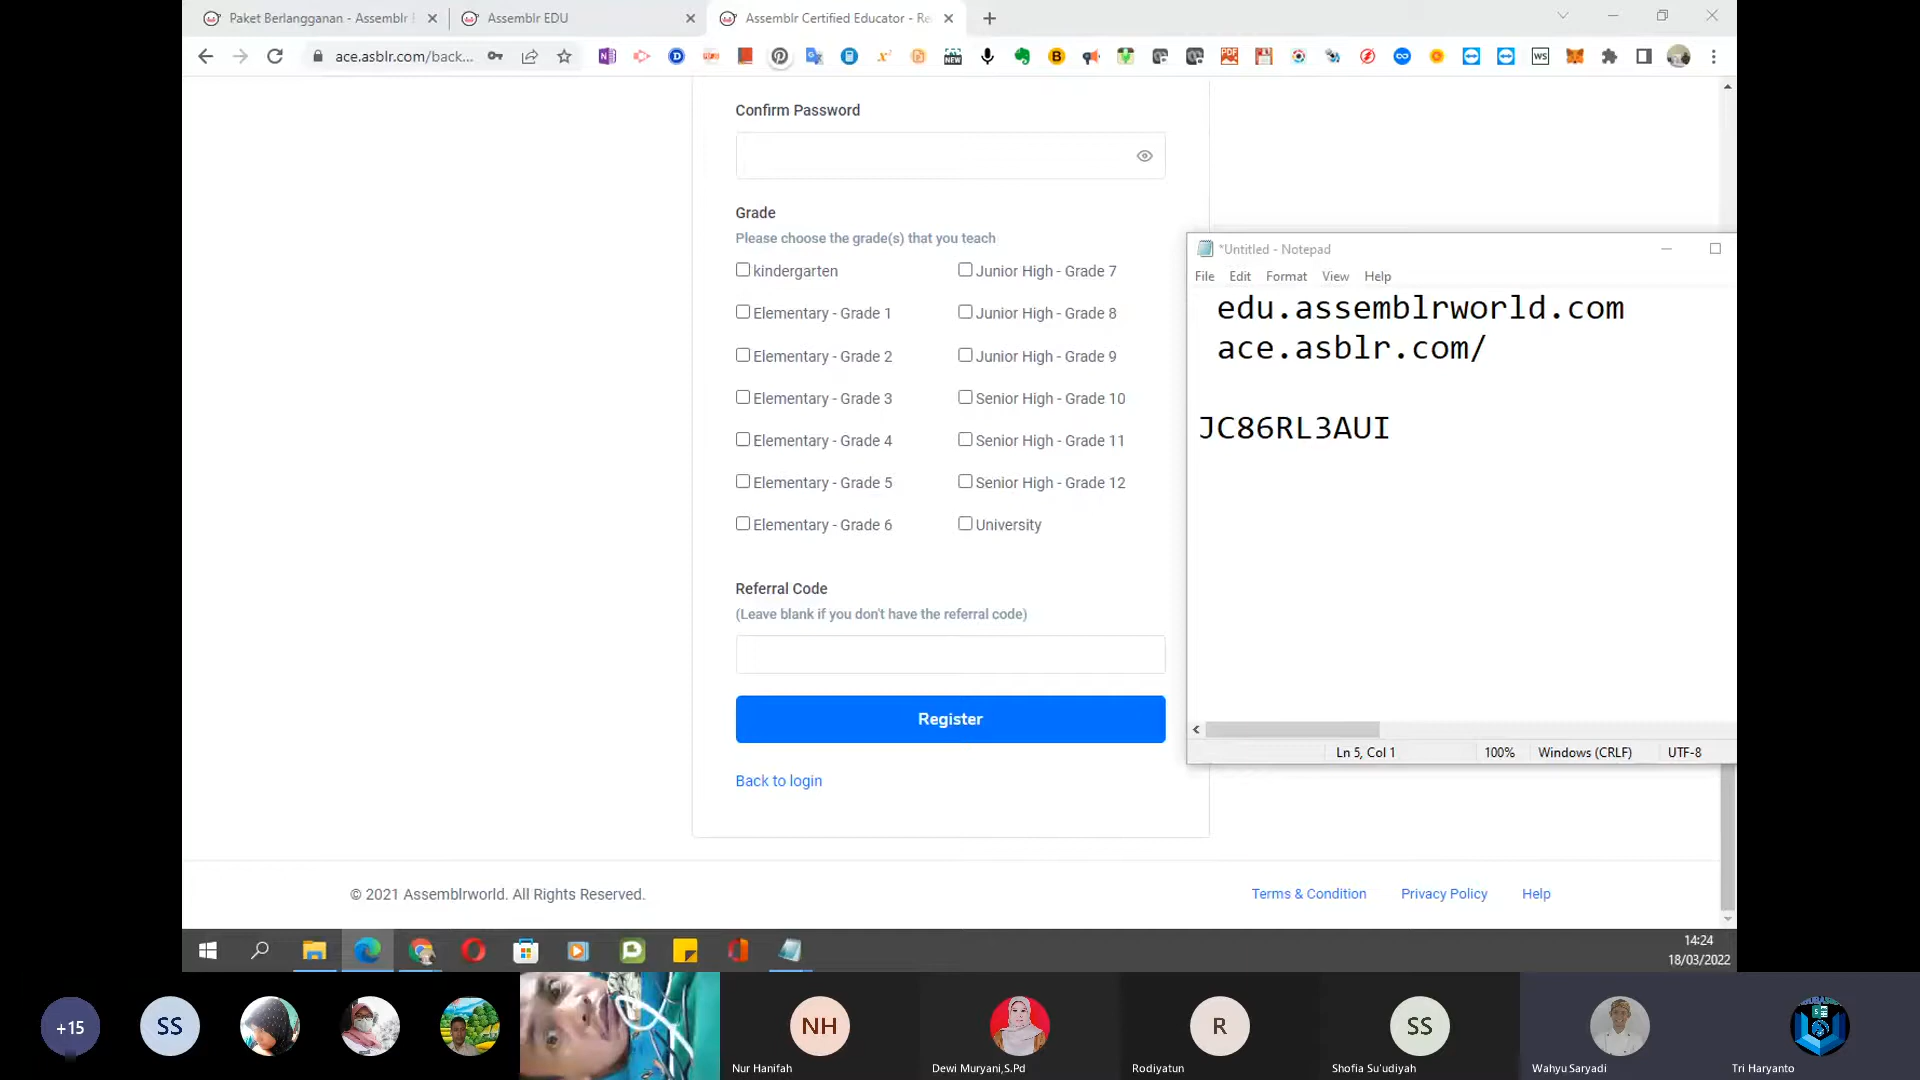 Paket Berlangganan - Assemblr
Assemblr EDU
Assemblr Certified Educator - Re
ace.asblr.com/back...
NEW
PDF
WS
Confirm Password
Grade
Please choose the grade(s) that you teach
kindergarten
Junior High - Grade 7
Elementary - Grade 1
Junior High - Grade 8
Elementary - Grade 2
Junior High - Grade 9
Elementary - Grade 3
Senior High - Grade 10
Elementary - Grade 4
Senior High - Grade 11
Elementary - Grade 5
Senior High - Grade 12
Elementary - Grade 6
University
Referral Code
(Leave blank if you don't have the referral code)
Register
Back to login
*Untitled - Notepad
File Edit Format View Help
edu.assemblrworld.com
ace.asblr.com/
JC86RL3AUI
Ln 5, Col 1
100%
Windows (CRLF)
UTF-8
© 2021 Assemblrworld. All Rights Reserved.
Terms & Condition
Privacy Policy
Help
14:24
18/03/2022
+15
SS
NH
R
SS
Nur Hanifah
Dewi Muryani,S.Pd
Rodiyatun
Shofia Su'udiyah
Wahyu Saryadi
Tri Haryanto